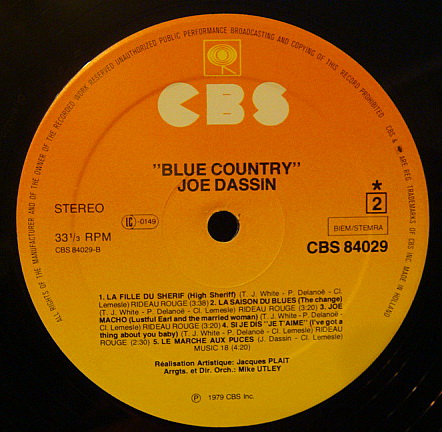 ALL RIGHTS OF THE MANUFACTURER AND OF THE OWNER OF THE RECORDED WORK RESERVED UNAUTHORIZED PUBLIC PERFORMANCE BROADCASTING AND COPYING OF THIS RECORD PROHIBITED
CBS & ARE REG. TRADEMARKS OF CBS INC. MADE IN HOLLAND
CBS
"BLUE COUNTRY"
JOE DASSIN
STEREO
IC -0149
* 2
33 1/3 RPM
BIEM/STEMRA
CBS 84029-B
CBS 84029
1. LA FILLE DU SHERIF (High Sheriff) (T. J. White - P. Delanoë - Cl.
Lemesle) RIDEAU ROUGE (3:38) 2. LA SAISON DU BLUES (The change)
(T. J. White - P. Delanoë - Cl. Lemesle) RIDEAU ROUGE (3:20) 3. JOE
MACHO (Lustful Earl and the married woman) (T. J. White - P. Delanoë - Cl.
Lemesle) RIDEAU ROUGE (3:20) 4. SI JE DIS "JE T'AIME" (I've got a
thing about you baby) (T. J. White - P. Delanoë - Cl. Lemesle) RIDEAU
ROUGE (2:30) 5. LE MARCHE AUX PUCES (J. Dassin - Cl. Lemesle)
MUSIC 18 (4:20)
Réalisation Artistique: Jacques PLAIT
Arrgts. et Dir. Orch.: Mike UTLEY
℗ 1979 CBS Inc.